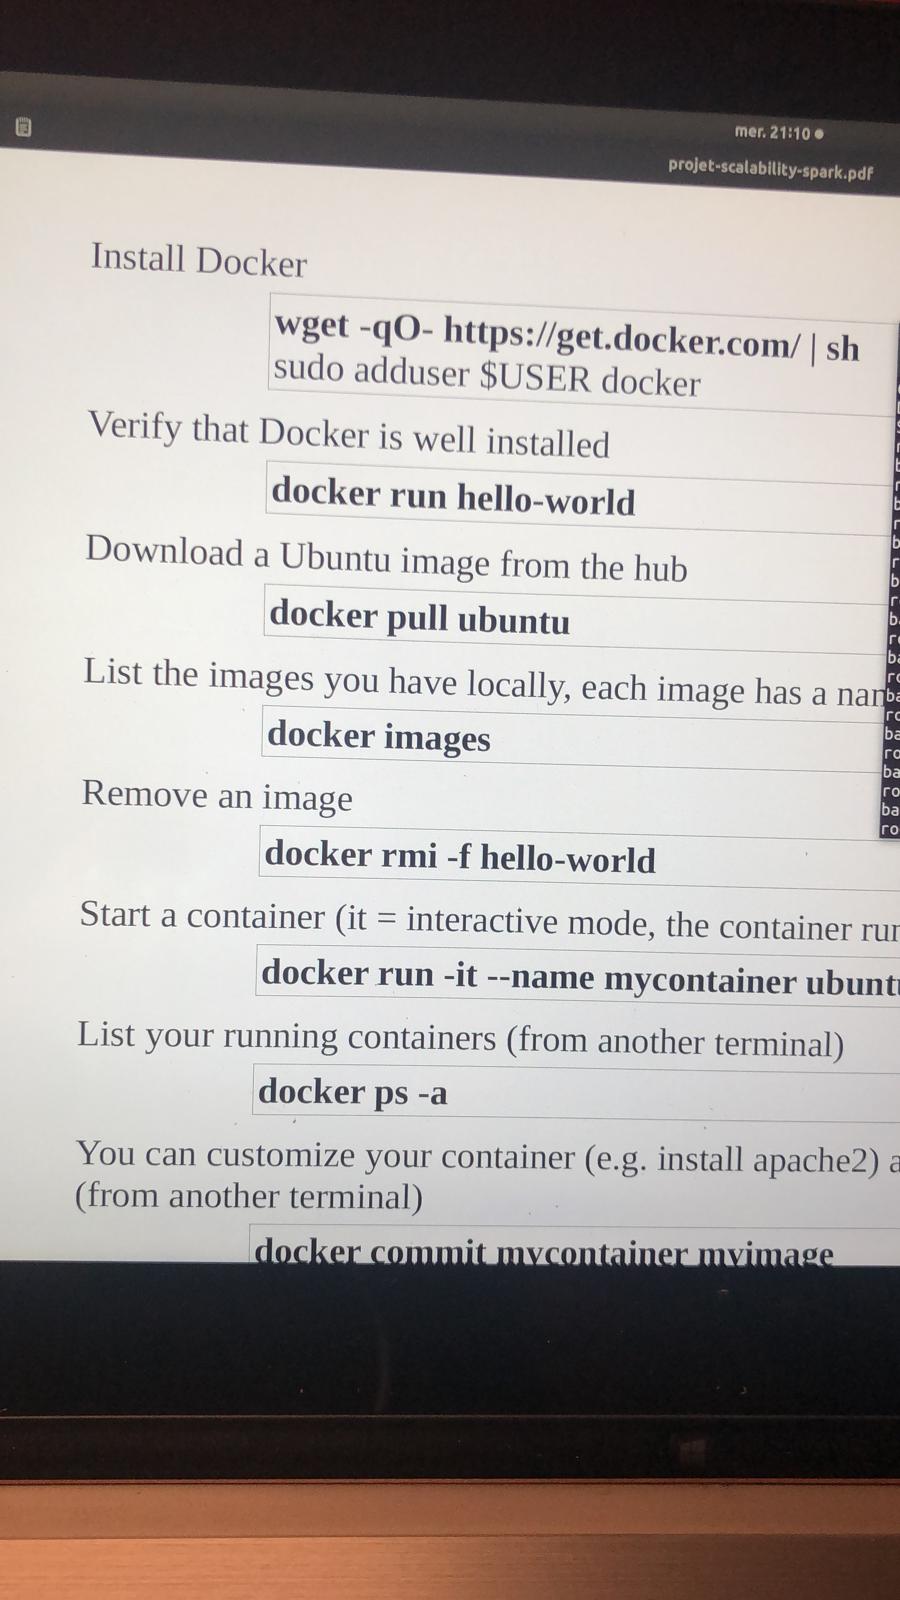 mer. 21:10
projet-scalability-spark.pdf
Install Docker
wget -qO- https://get.docker.com/ | sh
sudo adduser $USER docker
Verify that Docker is well installed
docker run hello-world
Download a Ubuntu image from the hub
docker pull ubuntu
List the images you have locally, each image has a
docker images
Remove an image
docker rmi -f hello-world
Start a container (it = interactive mode, the container
docker run -it --name mycontainer
List your running containers (from another terminal)
docker ps -a
You can customize your container (e.g. install apache2)
(from another terminal)
docker commit mycontainer myimage